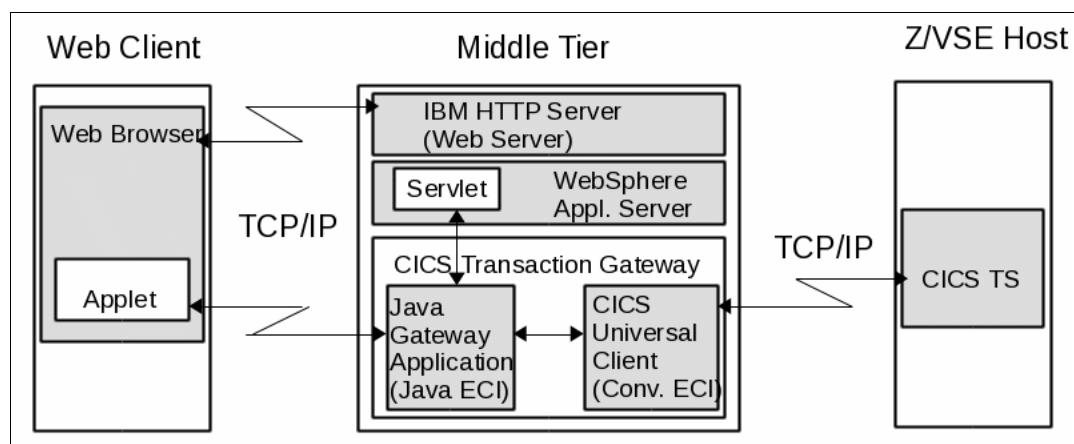 Web Client
Middle Tier
Z/VSE Host
Web Browser
Applet
TCP/IP
IBM HTTP Server
(Web Server)
Servlet
WebSphere
Appl. Server
CICS Transaction Gateway
Java
Gateway
Application
(Java ECI)
CICS
Universal
Client
(Conv. ECI)
TCP/IP
CICS TS